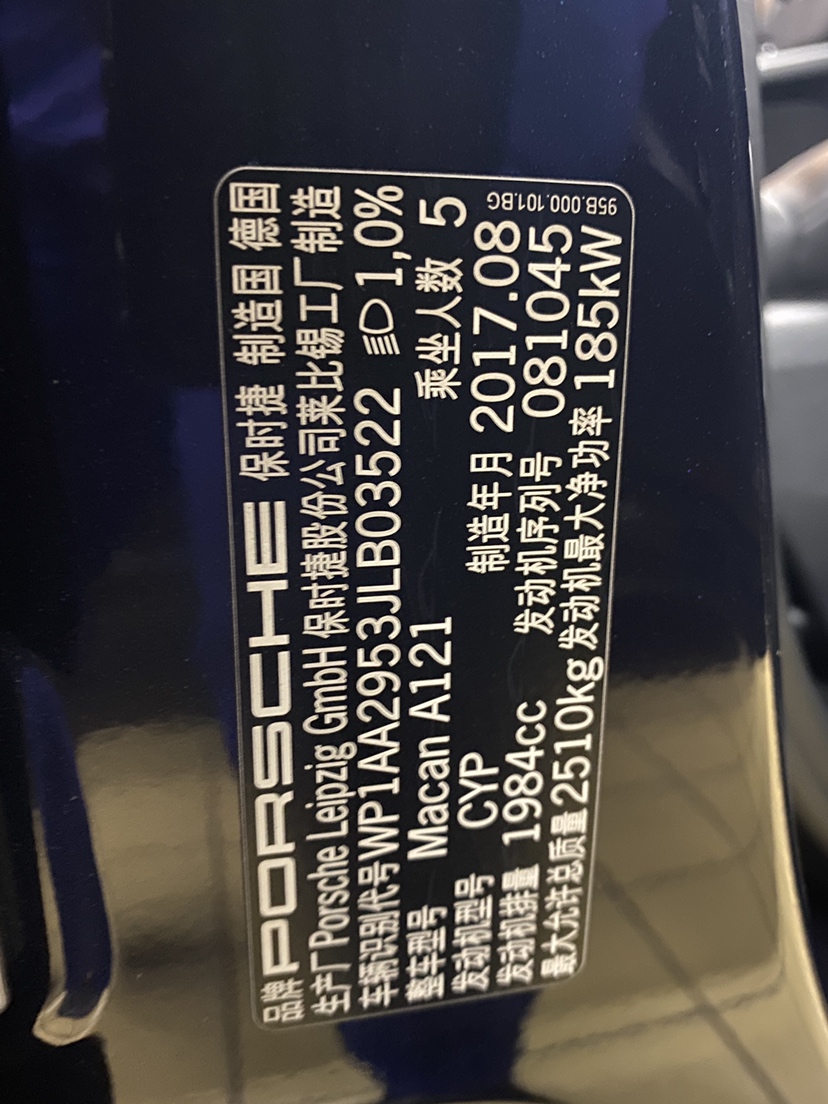 品牌 PORSCHE 保时捷 制造国 德国
生产厂 Porsche Leipzig GmbH 保时捷股份公司莱比锡工厂制造
车辆识别代号 WP1AA2953JLB03522 1,0%
整车型号 Macan A121 乘坐人数 5
发动机型号 CYP 制造年月 2017.08
发动机排量 1984cc 发动机序列号 081045
最大允许总质量 2510kg 发动机最大净功率 185kW
95B.000.101.BG